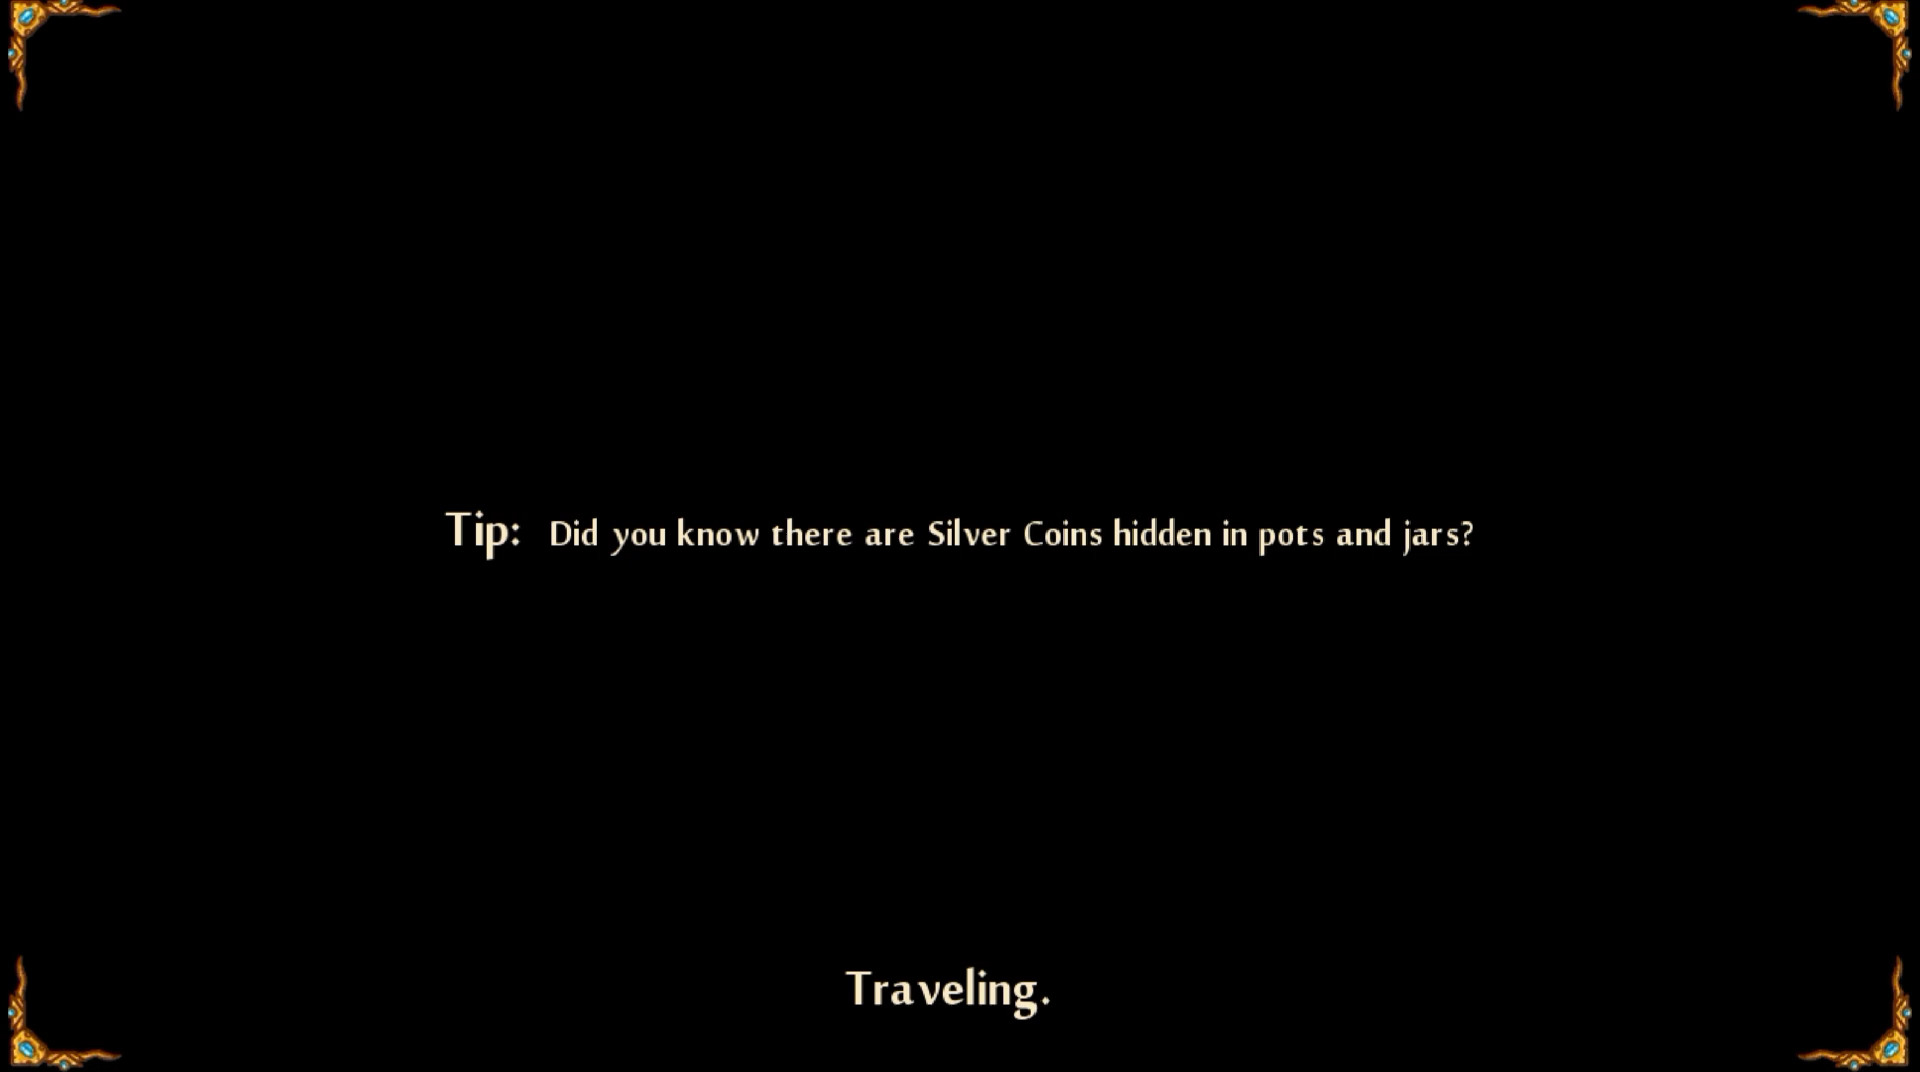 Tip: Did you know there are Silver Coins hidden in pots and jars?
Traveling.